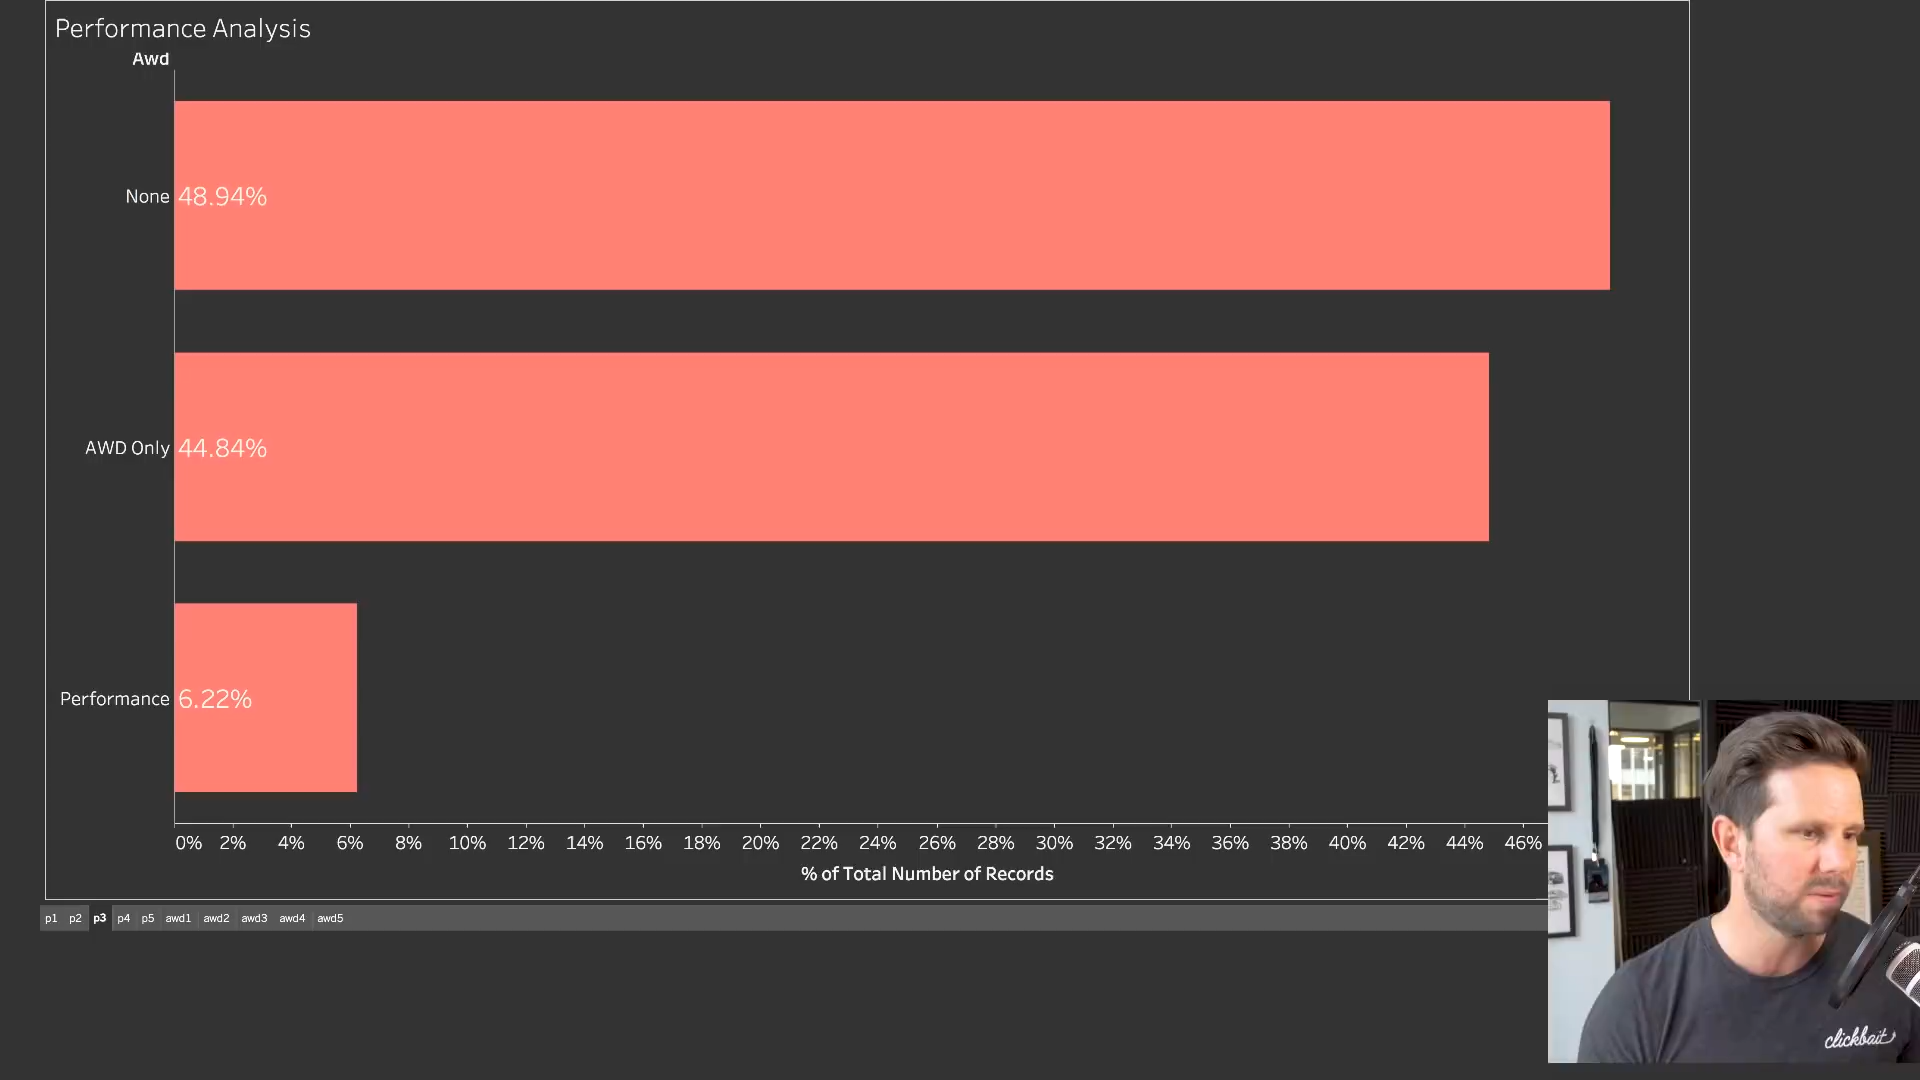 Performance Analysis
Awd
None 48.94%
AWD Only 44.84%
Performance 6.22%
0% 2% 4% 6% 8% 10% 12% 14% 16% 18% 20% 22% 24% 26% 28% 30% 32% 34% 36% 38% 40% 42% 44% 46%
% of Total Number of Records
p1 p2 p3 p4 p5 awd1 awd2 awd3 awd4 awd5
clickbait